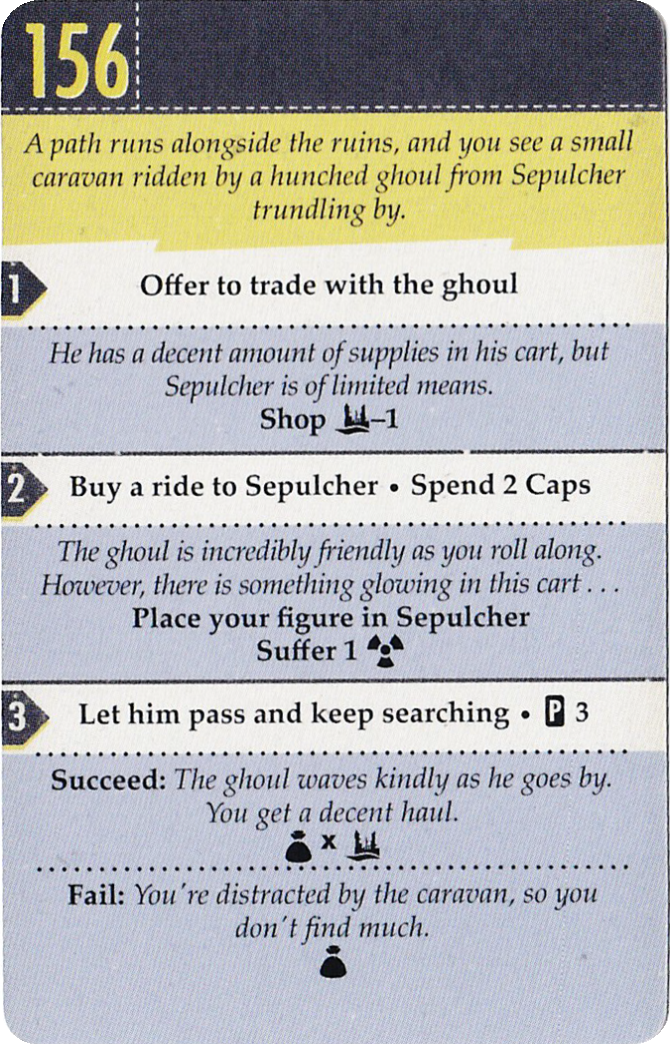 156
A path runs alongside the ruins, and you see a small
caravan ridden by a hunched ghoul from Sepulcher
trundling by.
1 Offer to trade with the ghoul
He has a decent amount of supplies in his cart, but
Sepulcher is of limited means.
Shop –1
2 Buy a ride to Sepulcher • Spend 2 Caps
The ghoul is incredibly friendly as you roll along.
However, there is something glowing in this cart . . .
Place your figure in Sepulcher
Suffer 1
3 Let him pass and keep searching • P 3
Succeed: The ghoul waves kindly as he goes by.
You get a decent haul.
x
Fail: You're distracted by the caravan, so you
don't find much.